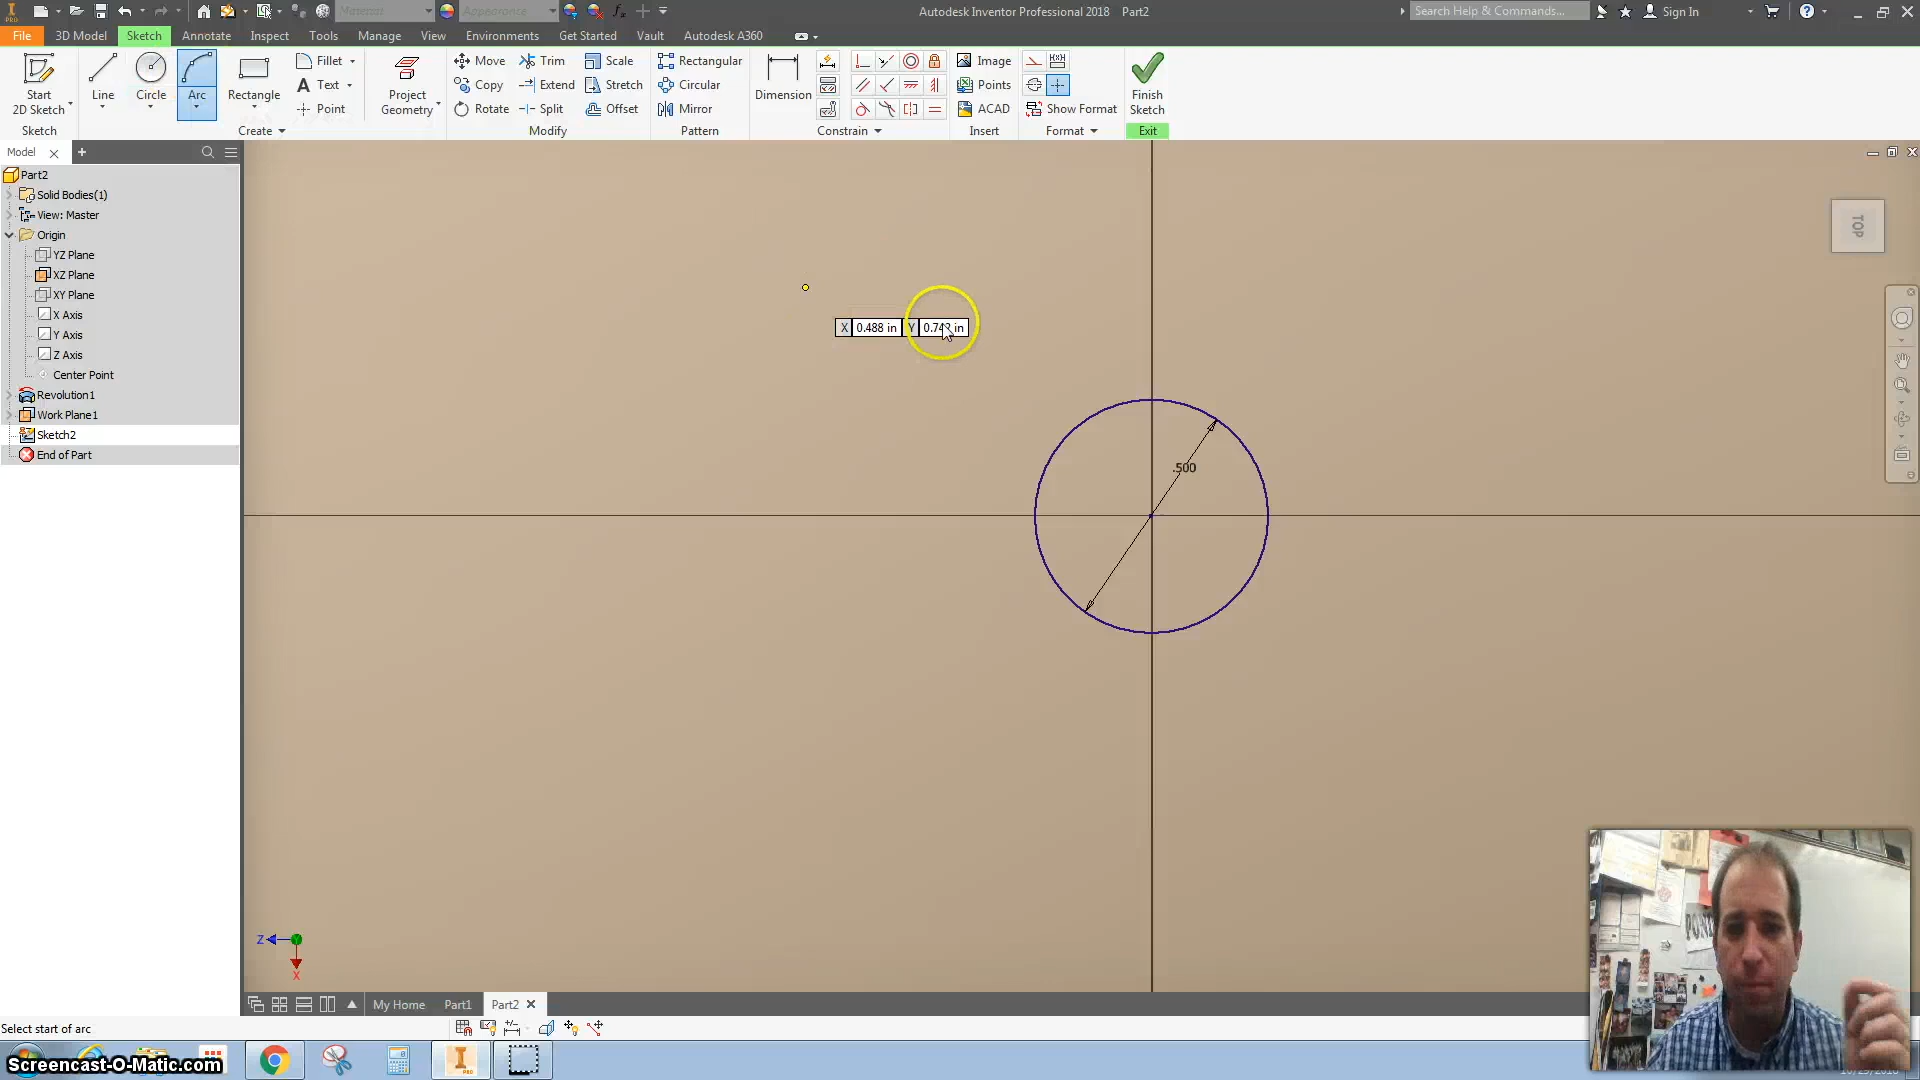 Autodesk Inventor Professional 2018 Part2
Search Help & Commands...
Sign In
Material
Appearance
PRO
File
3D Model
Sketch
Annotate
Inspect
Tools
Manage
View
Environments
Get Started
Vault
Autodesk A360
Start
2D Sketch
Line
Circle
Arc
Rectangle
Fillet
Text
Point
Project
Geometry
Move
Copy
Rotate
Trim
Extend
Split
Scale
Stretch
Offset
Rectangular
Circular
Mirror
Dimension
Image
Points
ACAD
Show Format
Finish
Sketch
Sketch
Create
Modify
Pattern
Constrain
Insert
Format
Exit
Model
Part2
Solid Bodies(1)
View: Master
Origin
YZ Plane
XZ Plane
XY Plane
X Axis
Y Axis
Z Axis
Center Point
Revolution1
Work Plane1
Sketch2
End of Part
TOP
X 0.488 in Y
.500
Z
X
My Home
Part1
Part2
Select start of arc
Screencast-O-Matic.com
PRO